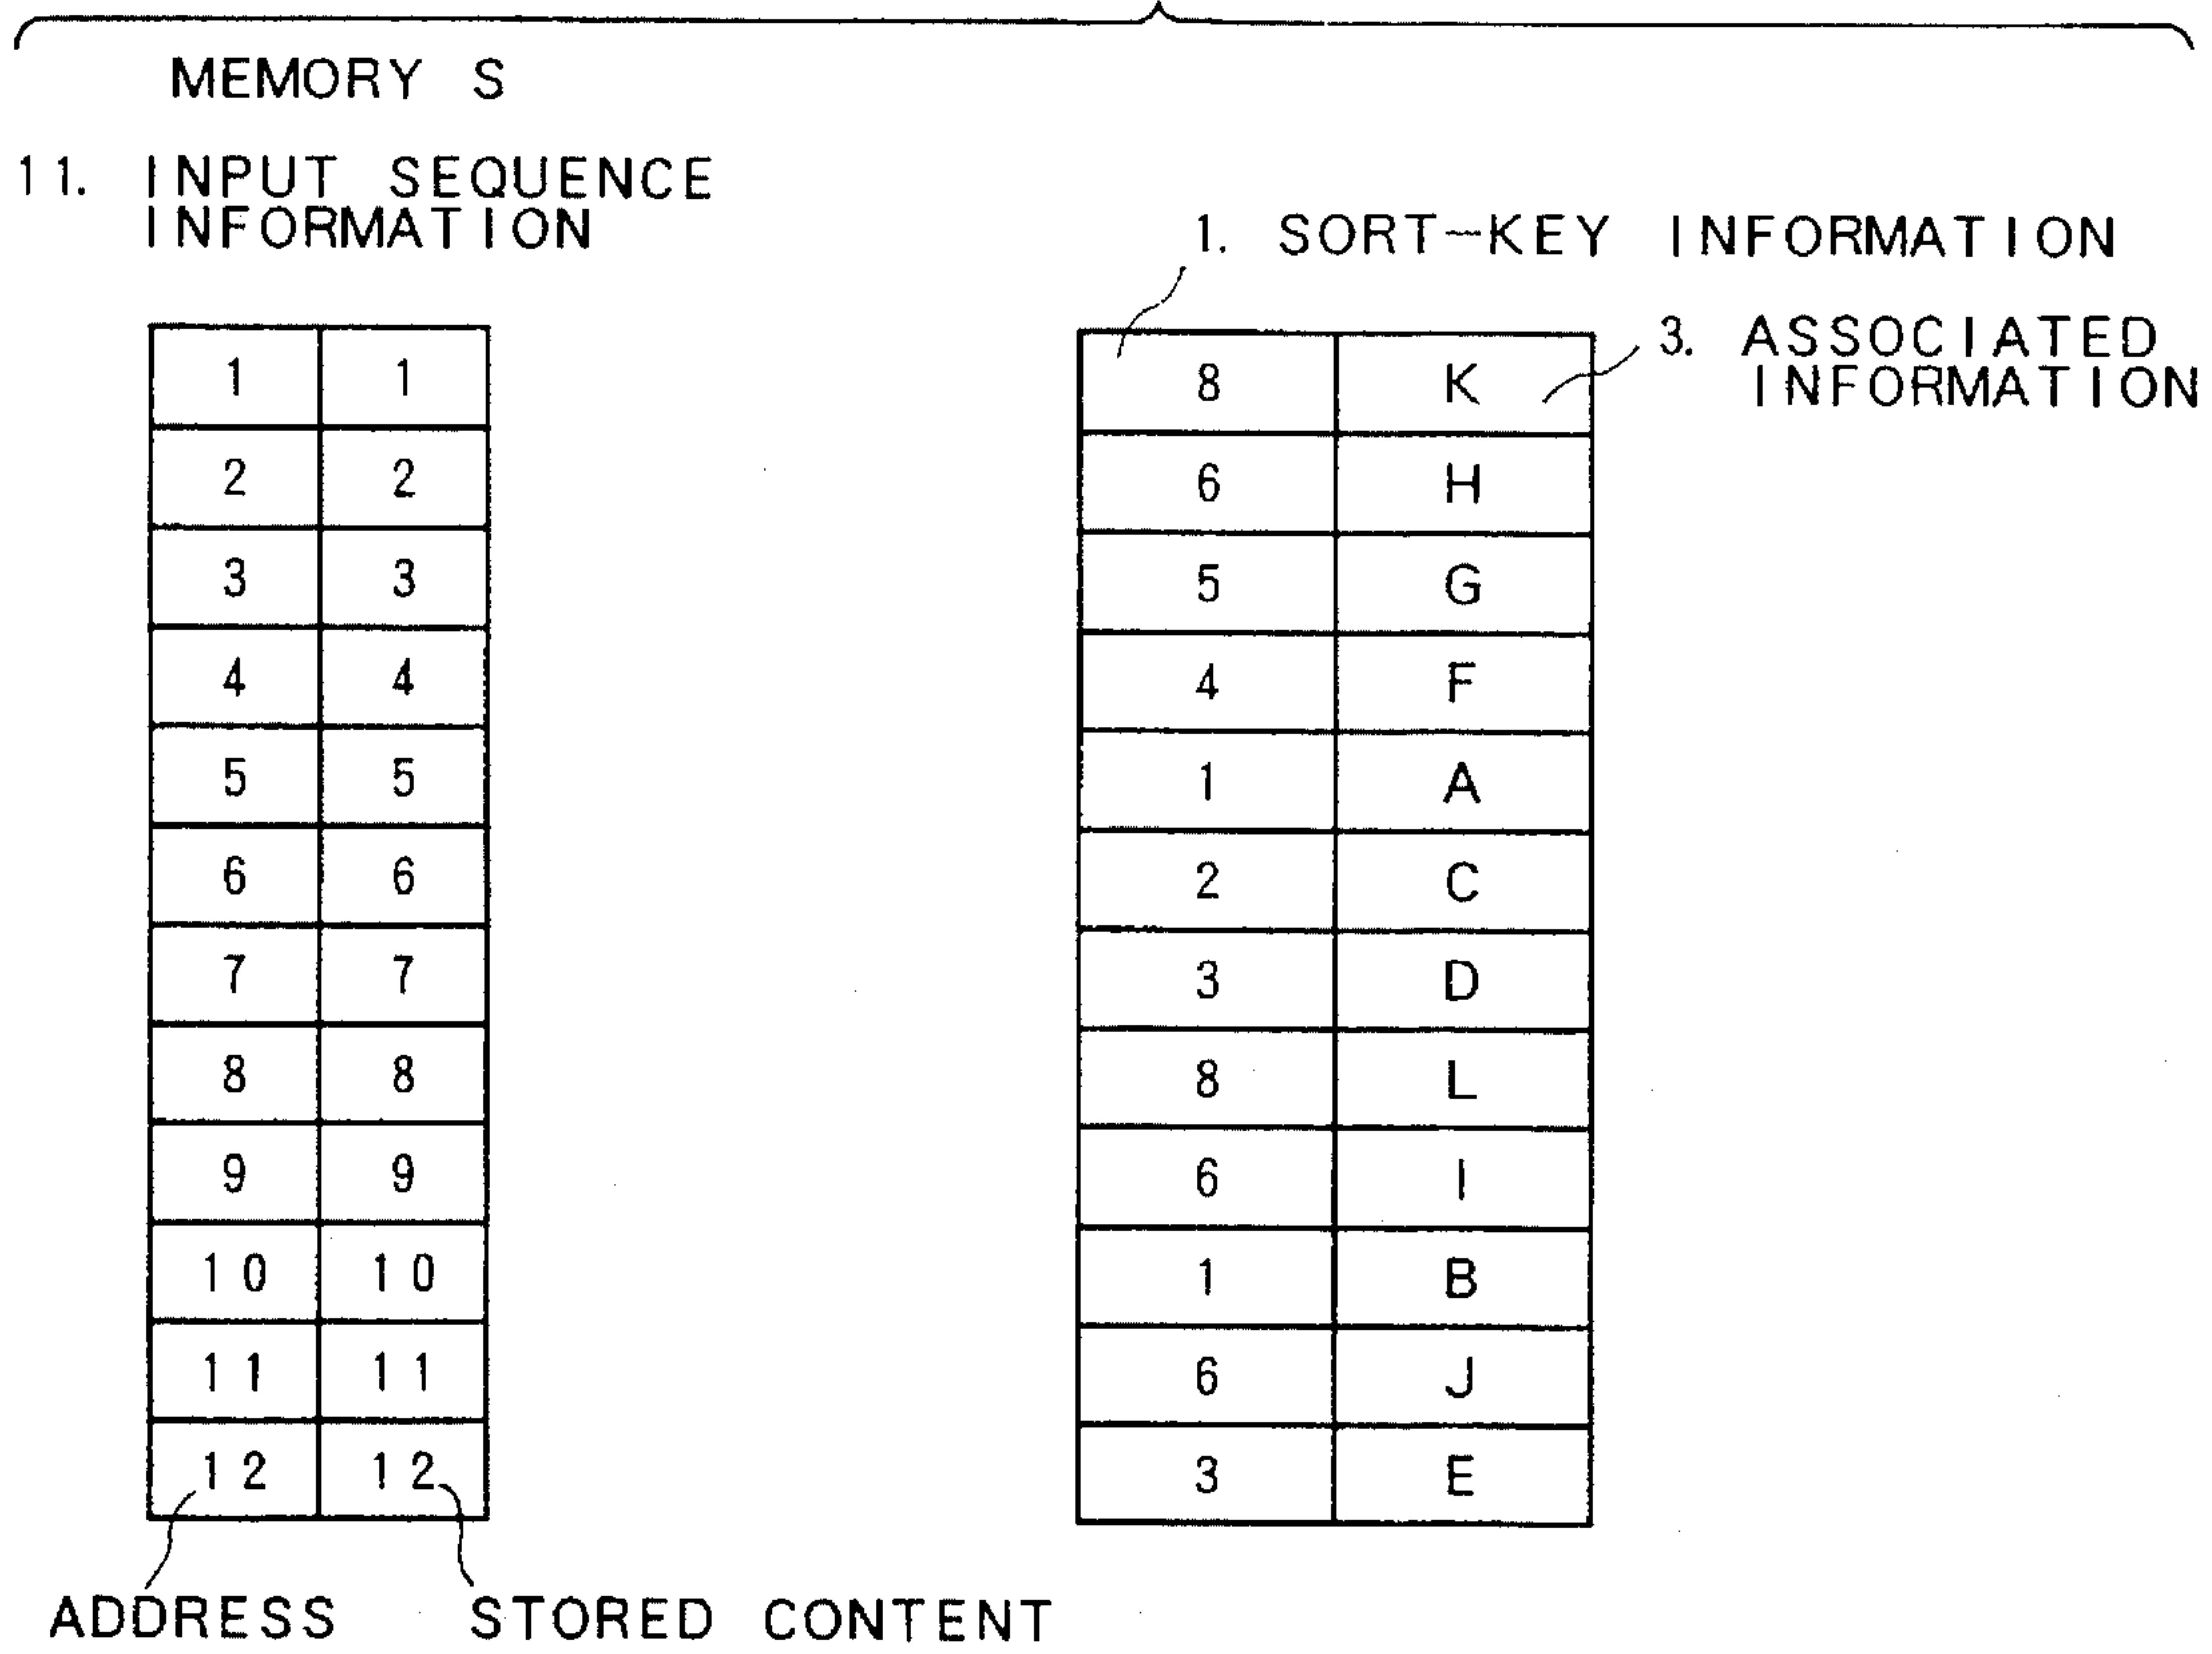 MEMORY S
11. INPUT SEQUENCE
INFORMATION
1. SORT-KEY INFORMATION
3. ASSOCIATED
INFORMATION
1 1 8 K
2 2 6 H
3 3 5 G
4 4 4 F
5 5 1 A
6 6 2 C
7 7 3 D
8 8 8 L
9 9 6 I
10 10 1 B
11 11 6 J
12 12 3 E
ADDRESS STORED CONTENT